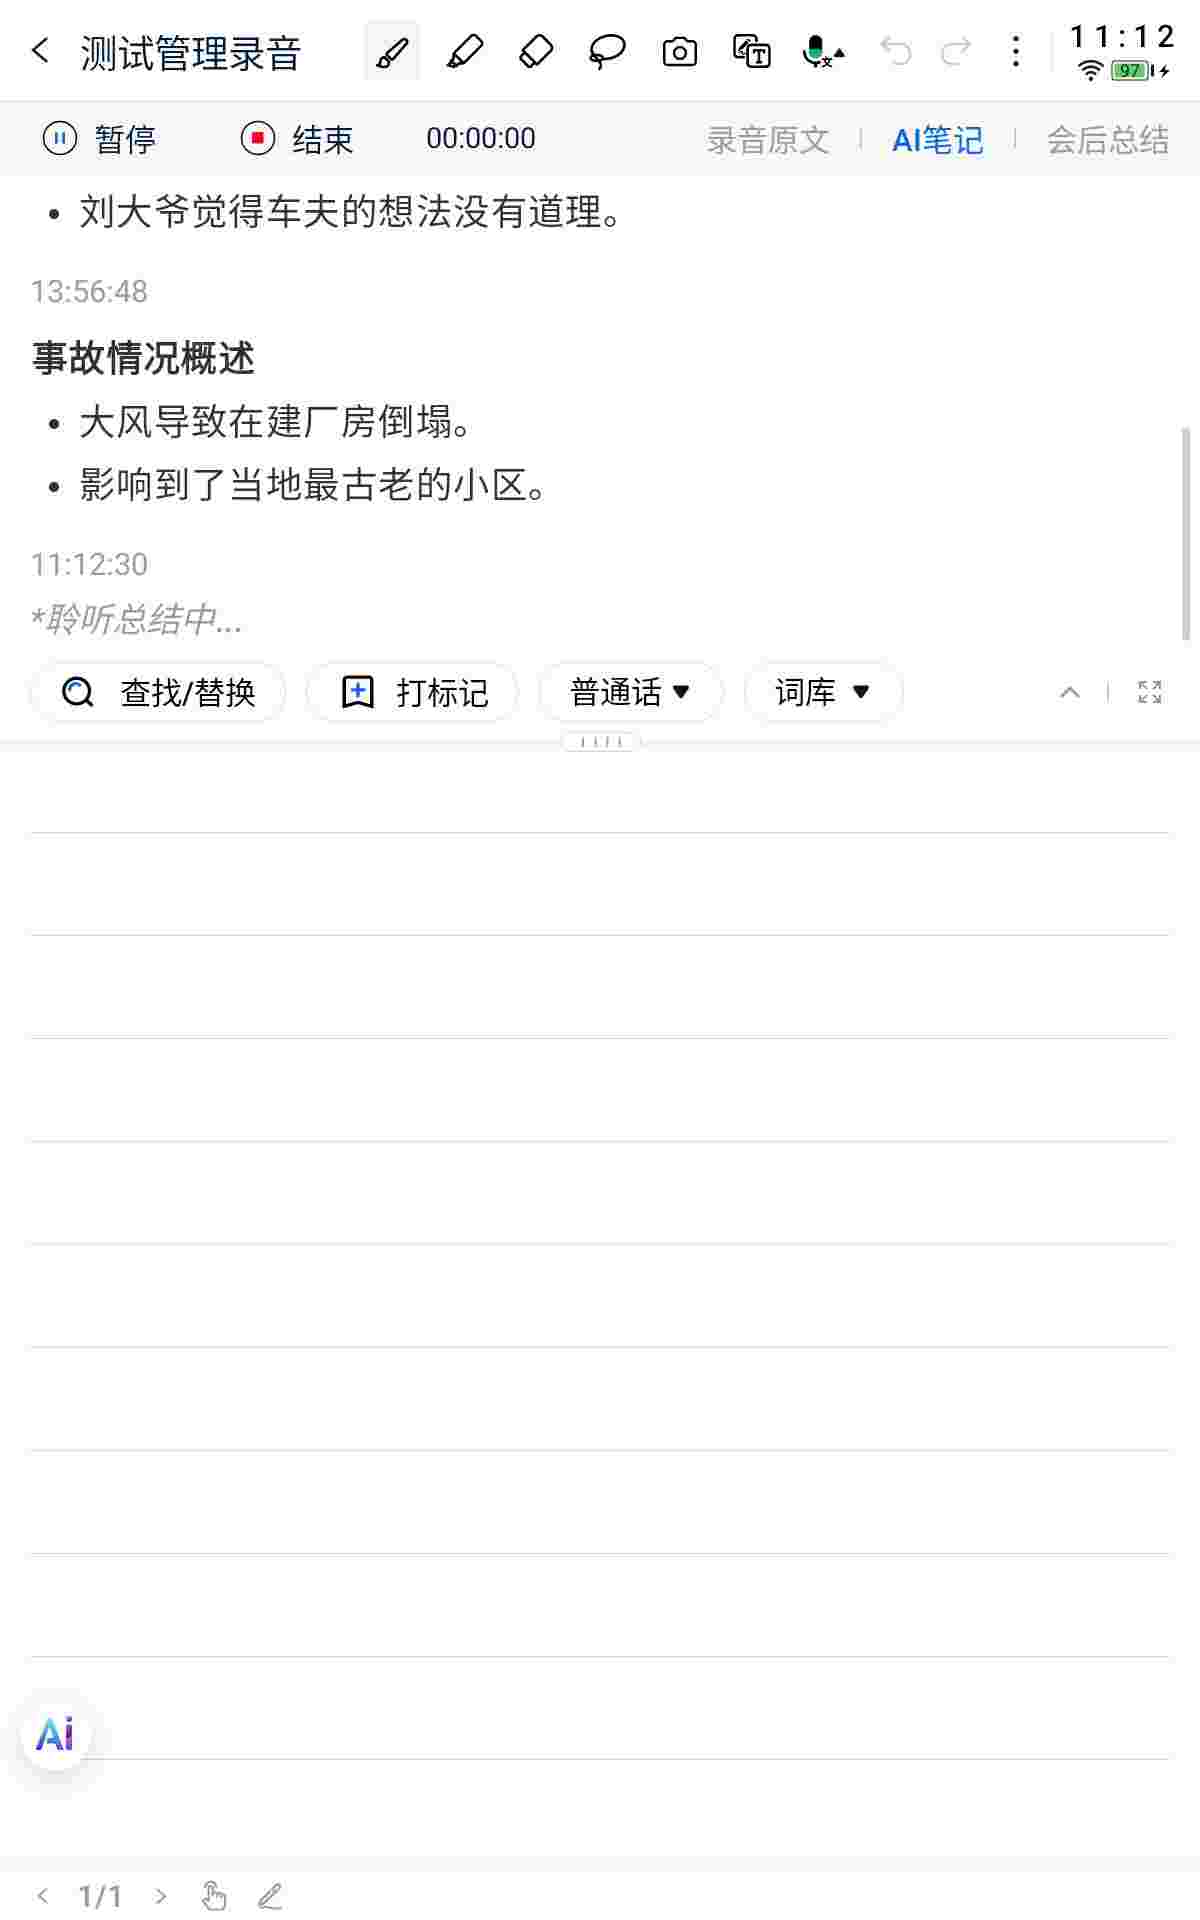 测试管理录音
11:12
97
暂停 结束 00:00:00 录音原文 AI笔记 会后总结
• 刘大爷觉得车夫的想法没有道理。
13:56:48
事故情况概述
• 大风导致在建厂房倒塌。
• 影响到了当地最古老的小区。
11:12:30
*聆听总结中...
查找/替换 打标记 普通话 词库
Ai
1/1